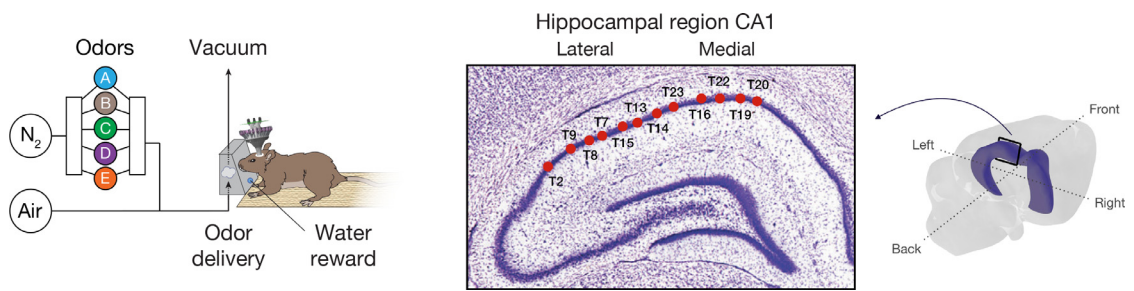 Odors
Vacuum
A
B
C
D
E
N2
Air
Odor
delivery
Water
reward
Hippocampal region CA1
Lateral
Medial
T22
T20
T23
T13
T7
T9
T16
T19
T14
T15
T8
T2
Front
Left
Right
Back